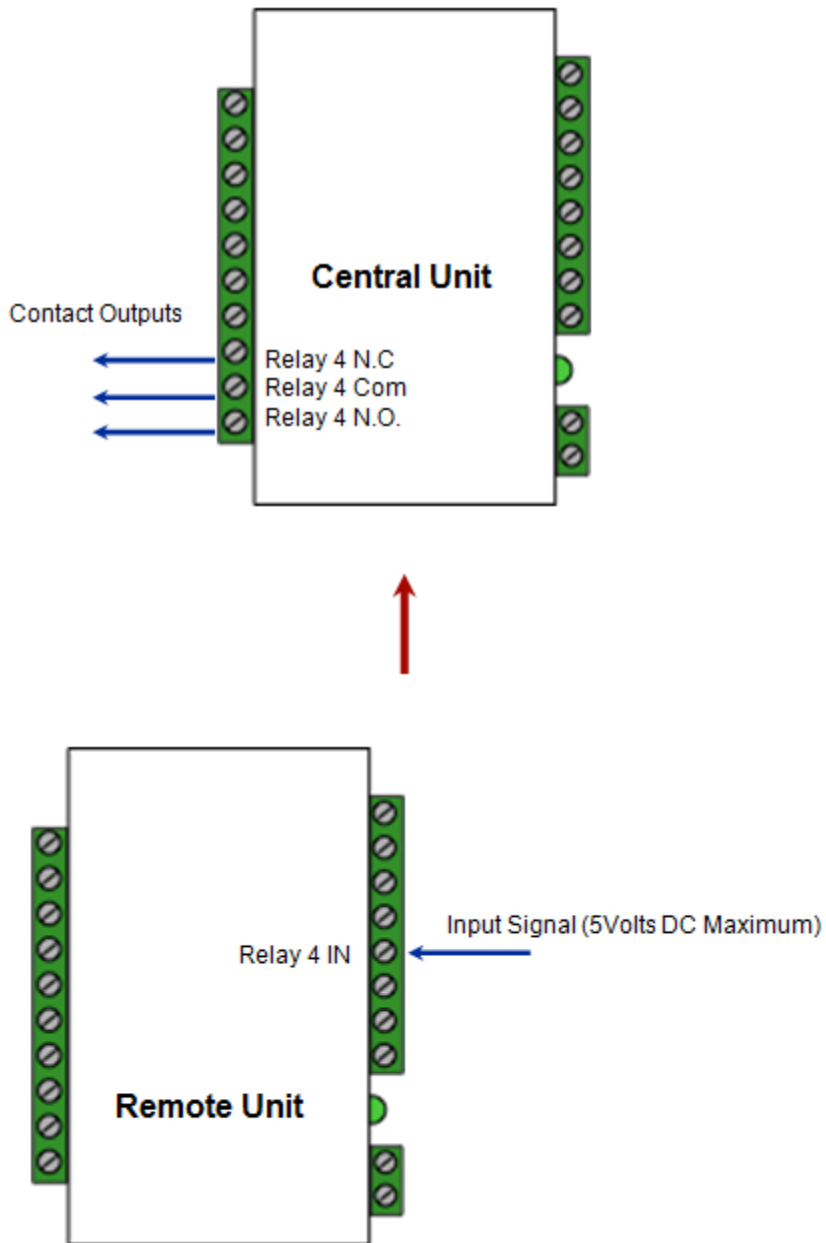 Central Unit
Contact Outputs
Relay 4 N.C
Relay 4 Com
Relay 4 N.O.
Input Signal (5Volts DC Maximum)
Relay 4 IN
Remote Unit